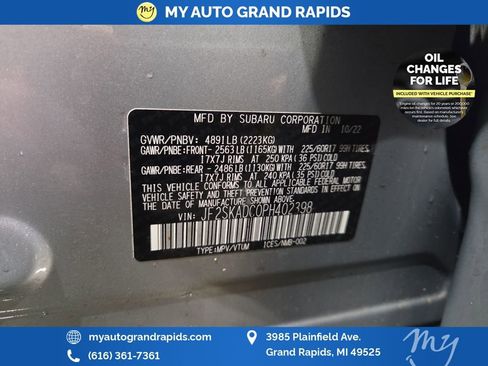 my MY AUTO GRAND RAPIDS
OIL
CHANGES
FOR LIFE
INCLUDED WITH VEHICLE PURCHASE*
MFD BY SUBARU CORPORATION
MFD IN 10/22
GVWR/PNBV: 4891LB(2223KG)
GAWR/PNBE:FRONT- 2563LB(1165KG)WITH 225/60R17 99H TIRES
17X7J RIMS AT 250 KPA(36 PSI)COLD
GAWR/PNBE:REAR - 2486LB(1130KG)WITH 225/60R17 99H TIRES
17X7J RIMS AT 240 KPA(35 PSI)COLD
THIS VEHICLE CONFORMS TO ALL APPLICABLE FEDERAL
MOTOR VEHICLE SAFETY AND THEFT PREVENTION STANDARDS IN EFFECT
ON THE DATE OF MANUFACTURE SHOWN ABOVE.
VIN: JF2SKADC0PH402398
TYPE:MPV/VTUM ICES/NMB-002
myautograndrapids.com
(616) 361-7361
3985 Plainfield Ave.
Grand Rapids, MI 49525
my